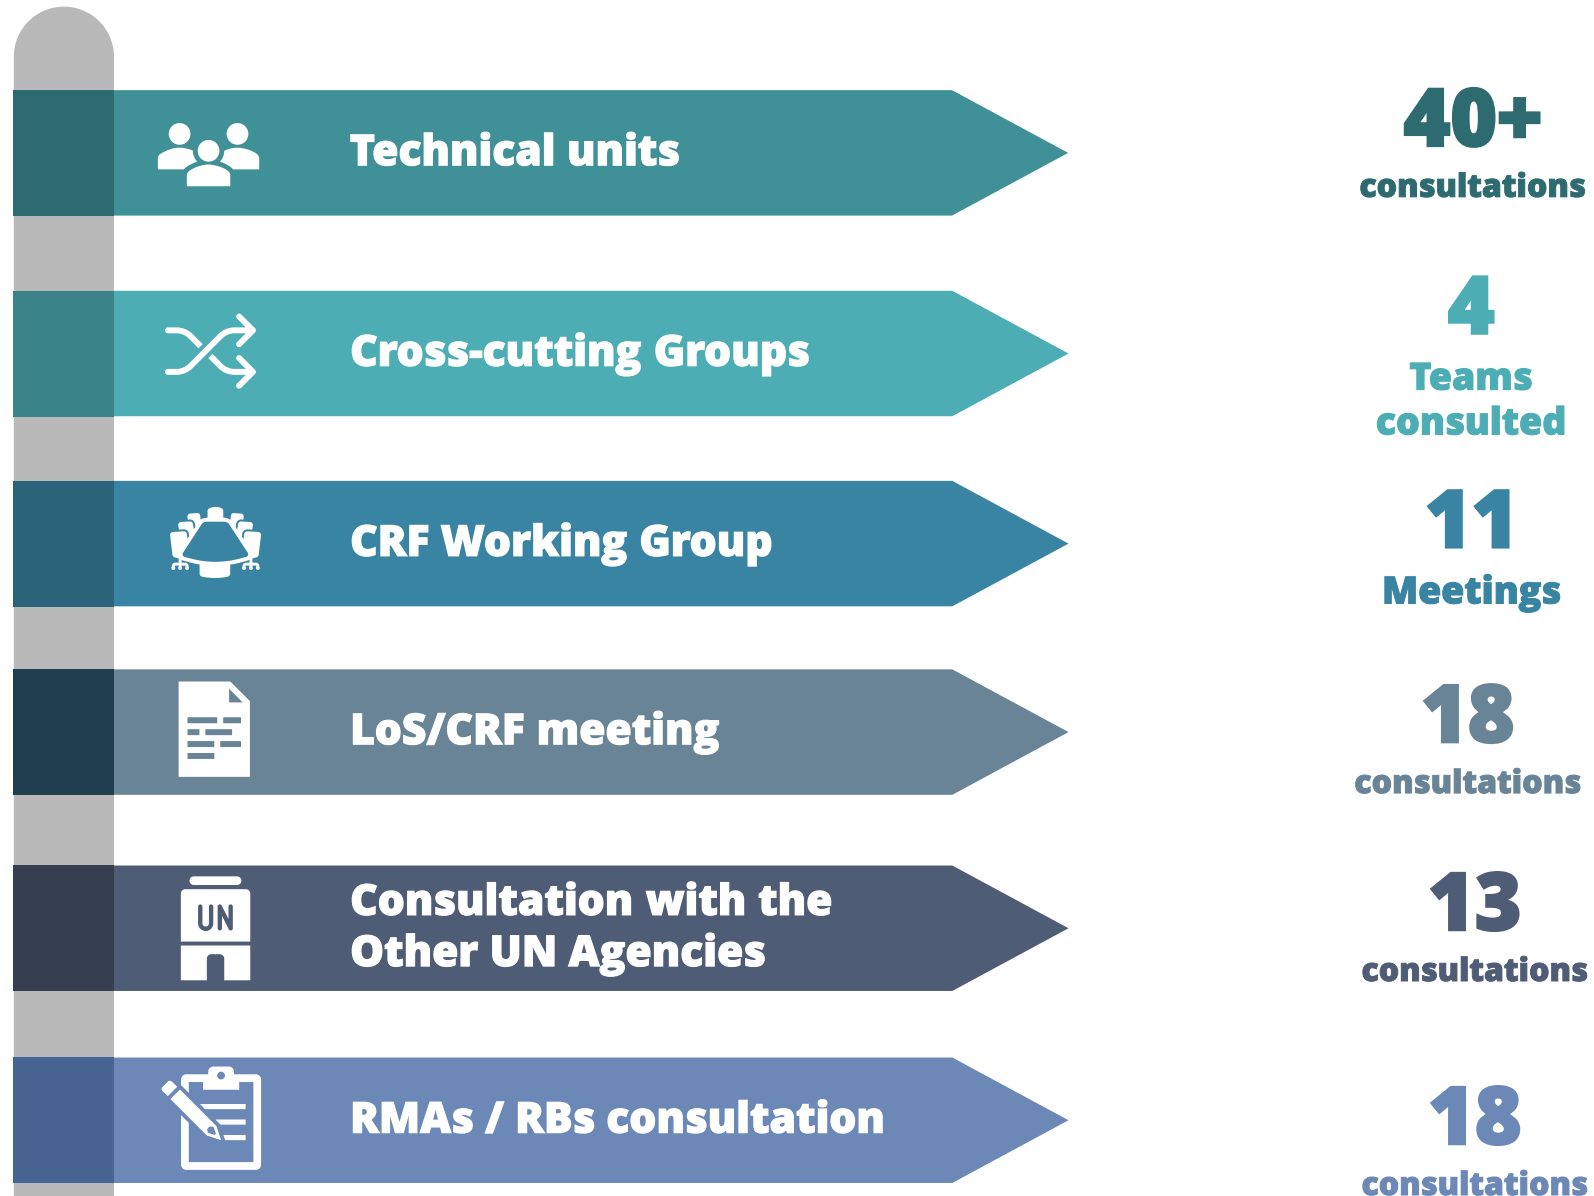 Technical units
40+
consultations
Cross-cutting Groups
4
Teams
consulted
CRF Working Group
11
Meetings
LoS/CRF meeting
18
consultations
UN
Consultation with the
Other UN Agencies
13
consultations
RMAs / RBs consultation
18
consultations